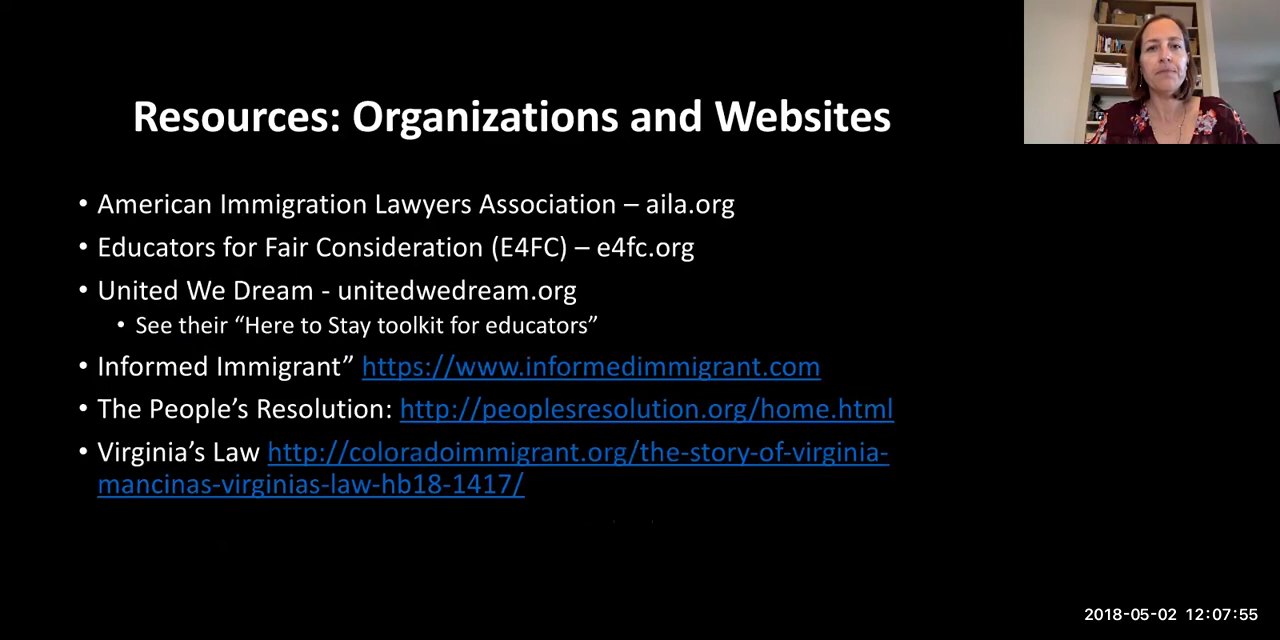 Resources: Organizations and Websites
• American Immigration Lawyers Association – aila.org
• Educators for Fair Consideration (E4FC) – e4fc.org
• United We Dream - unitedwedream.org
• See their “Here to Stay toolkit for educators”
• Informed Immigrant” https://www.informedimmigrant.com
• The People’s Resolution: http://peoplesresolution.org/home.html
• Virginia’s Law http://coloradoimmigrant.org/the-story-of-virginia-
mancinas-virginias-law-hb18-1417/
2018-05-02 12:07:55